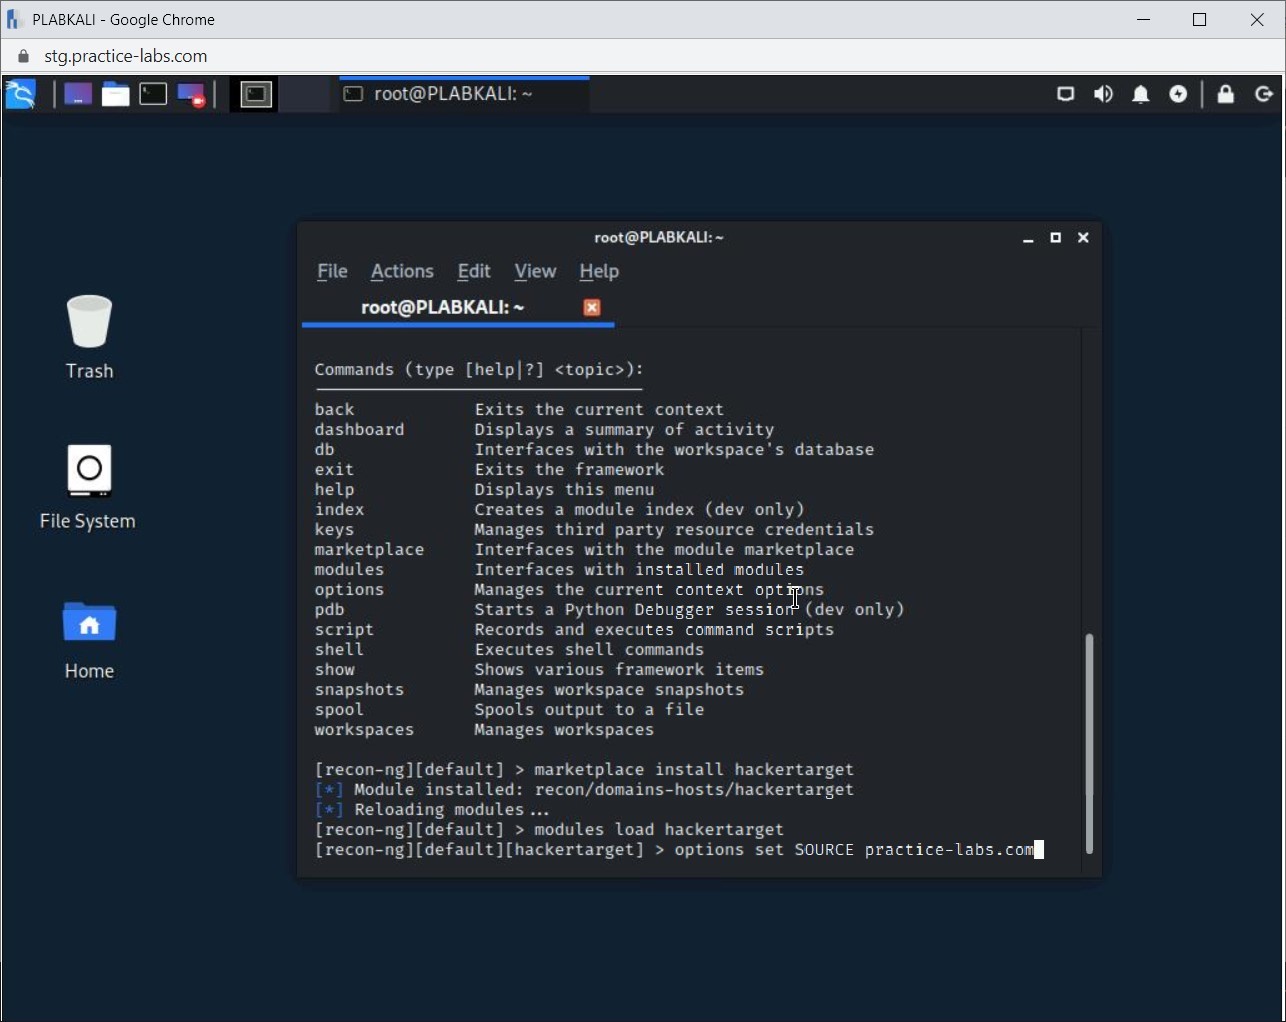 PLABKALI - Google Chrome
stg.practice-labs.com
root@PLABKALI: ~
root@PLABKALI: ~
File Actions Edit View Help
root@PLABKALI: ~
Trash
File System
Home
Commands (type [help|?] <topic>):
back Exits the current context
dashboard Displays a summary of activity
db Interfaces with the workspace's database
exit Exits the framework
help Displays this menu
index Creates a module index (dev only)
keys Manages third party resource credentials
marketplace Interfaces with the module marketplace
modules Interfaces with installed modules
options Manages the current context options
pdb Starts a Python Debugger session (dev only)
script Records and executes command scripts
shell Executes shell commands
show Shows various framework items
snapshots Manages workspace snapshots
spool Spools output to a file
workspaces Manages workspaces
[recon-ng][default] > marketplace install hackertarget
[*] Module installed: recon/domains-hosts/hackertarget
[*] Reloading modules...
[recon-ng][default] > modules load hackertarget
[recon-ng][default][hackertarget] > options set SOURCE practice-labs.com